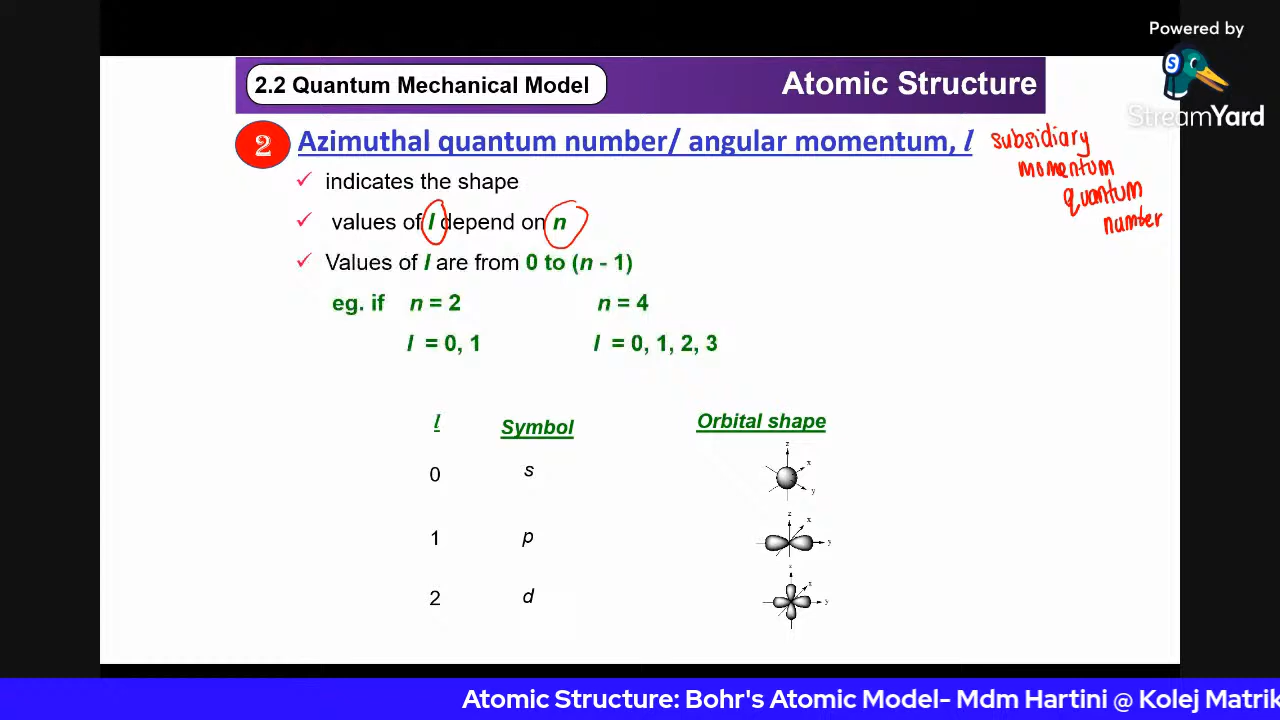 Powered by
StreamYard
2.2 Quantum Mechanical Model
Atomic Structure
2
Azimuthal quantum number/ angular momentum, l
subsidiary
momentum
quantum
number
✓ indicates the shape
✓ values of l depend on n
✓ Values of l are from 0 to (n - 1)
eg. if n = 2 n = 4
l = 0, 1 l = 0, 1, 2, 3
l Symbol Orbital shape
0 s
z
x
y
1 p
z
x
y
2 d
z
x
y
Atomic Structure: Bohr's Atomic Model- Mdm Hartini @ Kolej Matrik